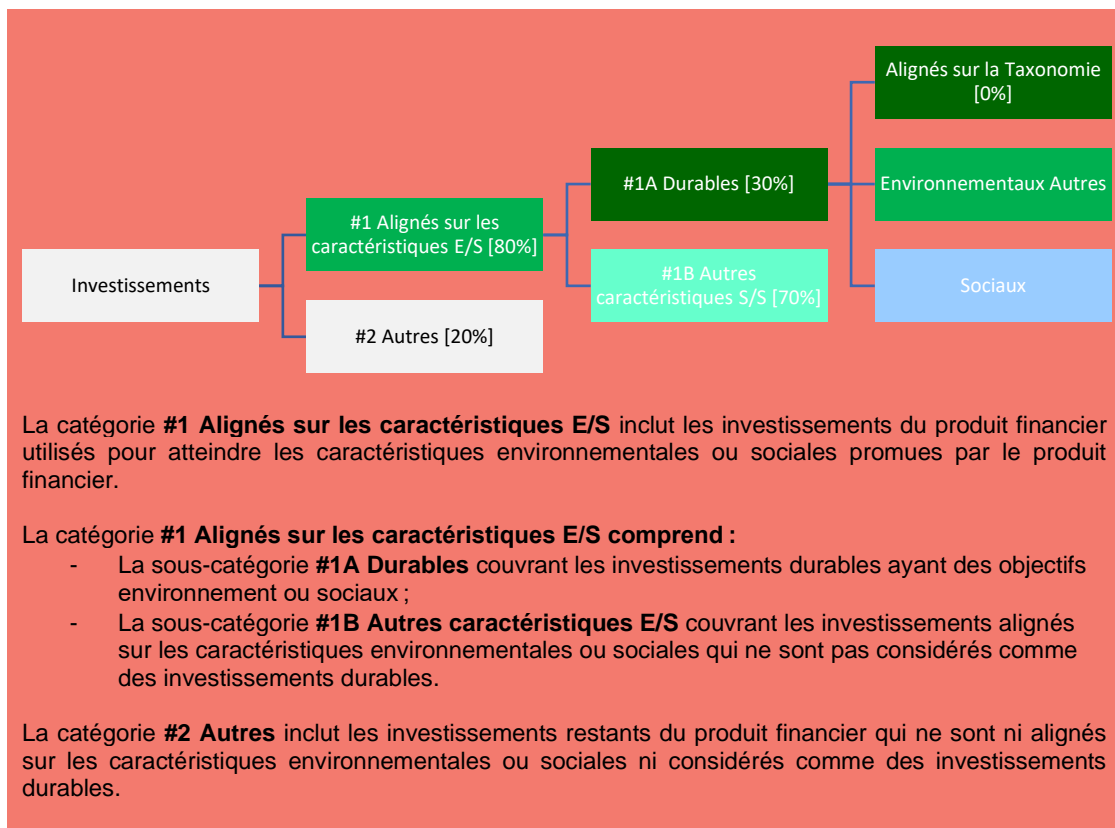 Alignés sur la Taxonomie
[0%]
#1A Durables [30%]
Environnementaux Autres
#1 Alignés sur les
caractéristiques E/S [80%]
#1B Autres
caractéristiques S/S [70%]
Sociaux
Investissements
#2 Autres [20%]
La catégorie #1 Alignés sur les caractéristiques E/S inclut les investissements du produit financier
utilisés pour atteindre les caractéristiques environnementales ou sociales promues par le produit
financier.
La catégorie #1 Alignés sur les caractéristiques E/S comprend :
- La sous-catégorie #1A Durables couvrant les investissements durables ayant des objectifs
environnement ou sociaux ;
- La sous-catégorie #1B Autres caractéristiques E/S couvrant les investissements alignés
sur les caractéristiques environnementales ou sociales qui ne sont pas considérés comme
des investissements durables.
La catégorie #2 Autres inclut les investissements restants du produit financier qui ne sont ni alignés
sur les caractéristiques environnementales ou sociales ni considérés comme des investissements
durables.